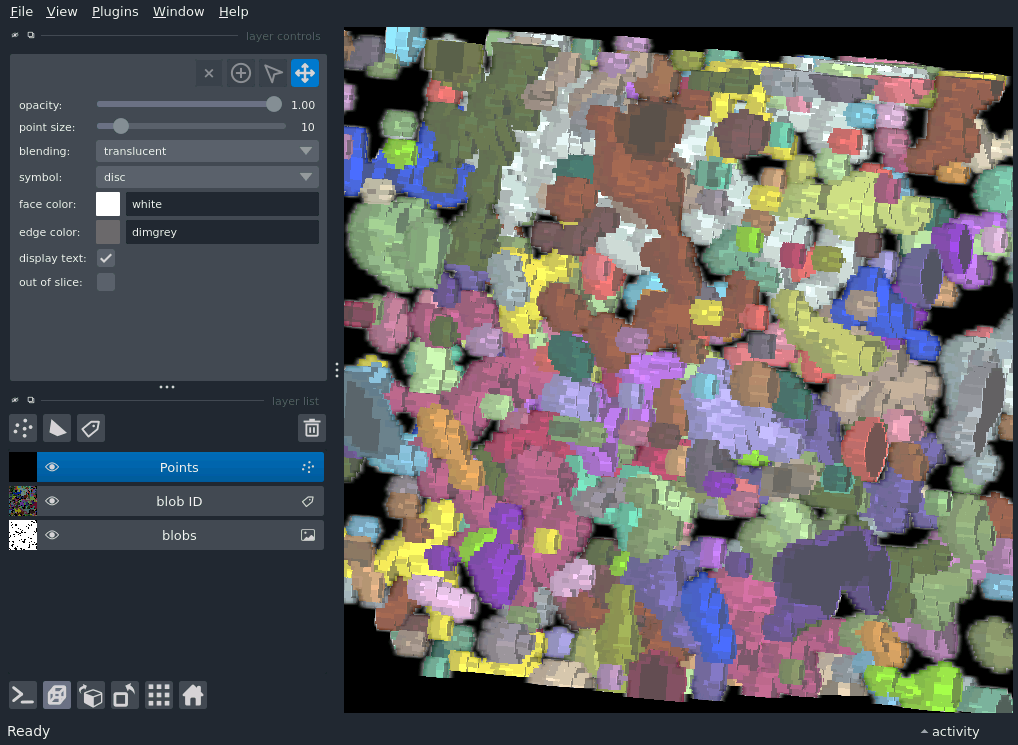 File View Plugins Window Help
layer controls
opacity: 1.00
point size: 10
blending: translucent
symbol: disc
face color: white
edge color: dimgrey
display text:
out of slice:
layer list
Points
blob ID
blobs
Ready activity